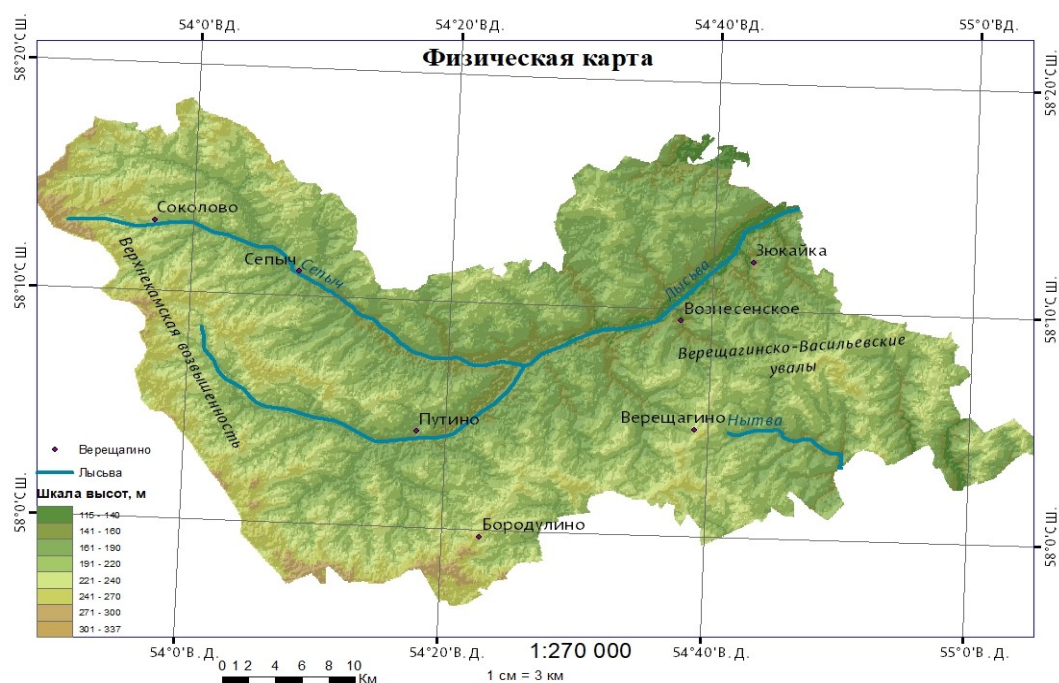 54°0'В.Д. 54°20'В.Д. 54°40'В.Д. 55°0'В.Д.
58°20'С.Ш.
Физическая карта
58°20'С.Ш.
Соколово
Сепыч
Сепыч
Зюкайка
Лысьва
58°10'С.Ш.
Верхнекамская возвышенность
Вознесенское
58°10'С.Ш.
Верещагинско-Васильевские
увалы
Путино
Верещагино
Нытва
Верещагино
Лысьва
Шкала высот, м
115 - 140
141 - 160
161 - 190
191 - 220
221 - 240
241 - 270
271 - 300
301 - 337
58°0'С.Ш.
Бородулино
58°0'С.Ш.
54°0'В.Д. 54°20'В.Д. 54°40'В.Д. 55°0'В.Д.
1:270 000
0 1 2 4 6 8 10
Км
1 см = 3 км